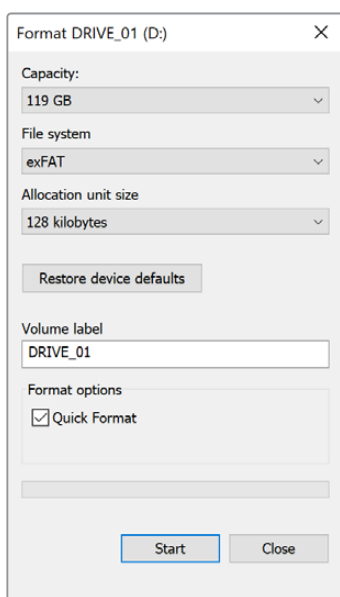 Format DRIVE_01 (D:)
Capacity:
119 GB
File system
exFAT
Allocation unit size
128 kilobytes
Restore device defaults
Volume label
DRIVE_01
Format options
Quick Format
Start Close